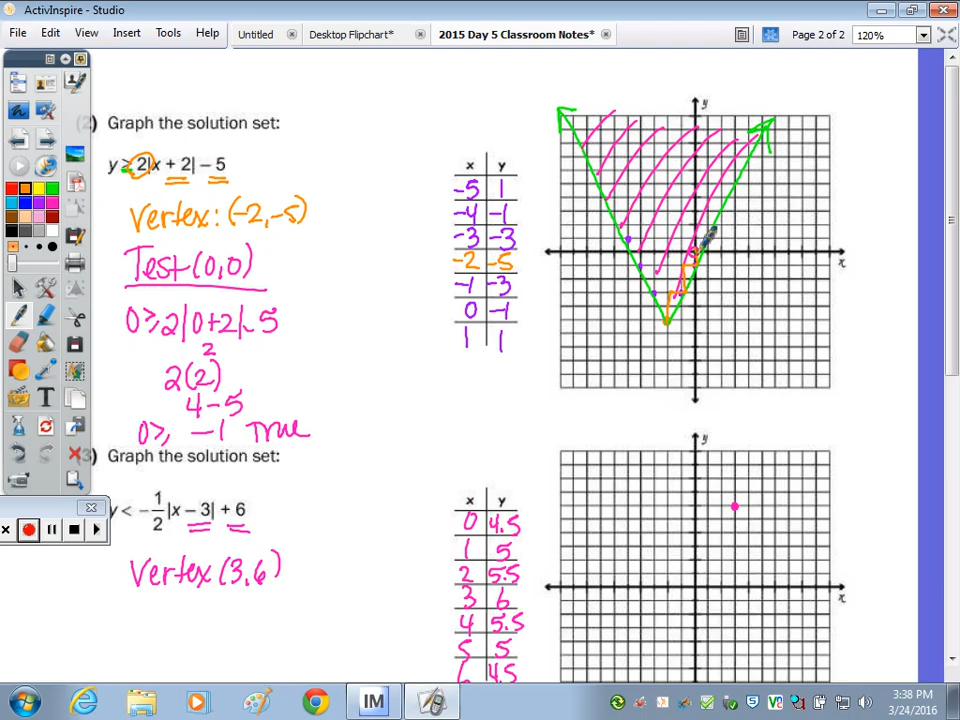 ActivInspire - Studio
File Edit View Insert Tools Help Untitled Desktop Flipchart* 2015 Day 5 Classroom Notes* Page 2 of 2 120%
(2) Graph the solution set:
y ≥ 2|x + 2| – 5
Vertex: (-2, -5)
Test (0,0)
0 ≥ 2|0+2|-5
2
2(2)
4-5
0 ≥ -1 True
x y
-5 1
-4 -1
-3 -3
-2 -5
-1 -3
0 -1
1 1
y
x
3) Graph the solution set:
y < -1/2|x – 3| + 6
Vertex (3,6)
x y
0 4.5
1 5
2 5.5
3 6
4 5.5
5 5
6 4.5
y
x
IM
3:38 PM
3/24/2016